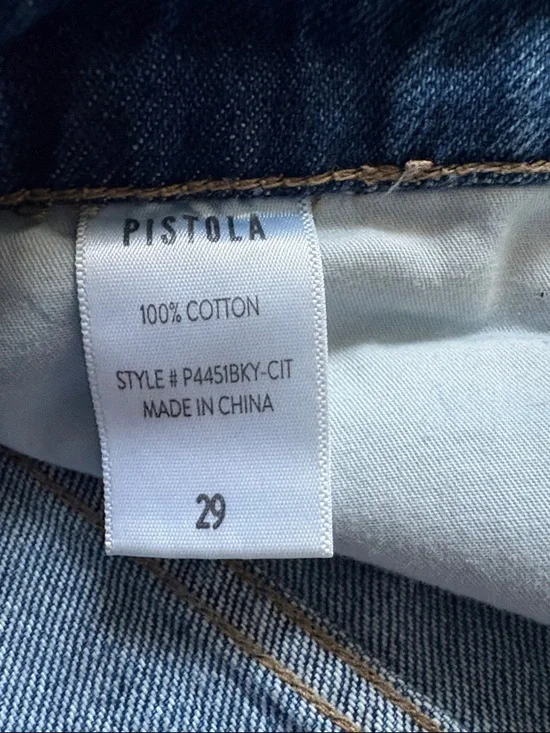 PISTOLA
100% COTTON
STYLE # P4451BKY-CIT
MADE IN CHINA
29